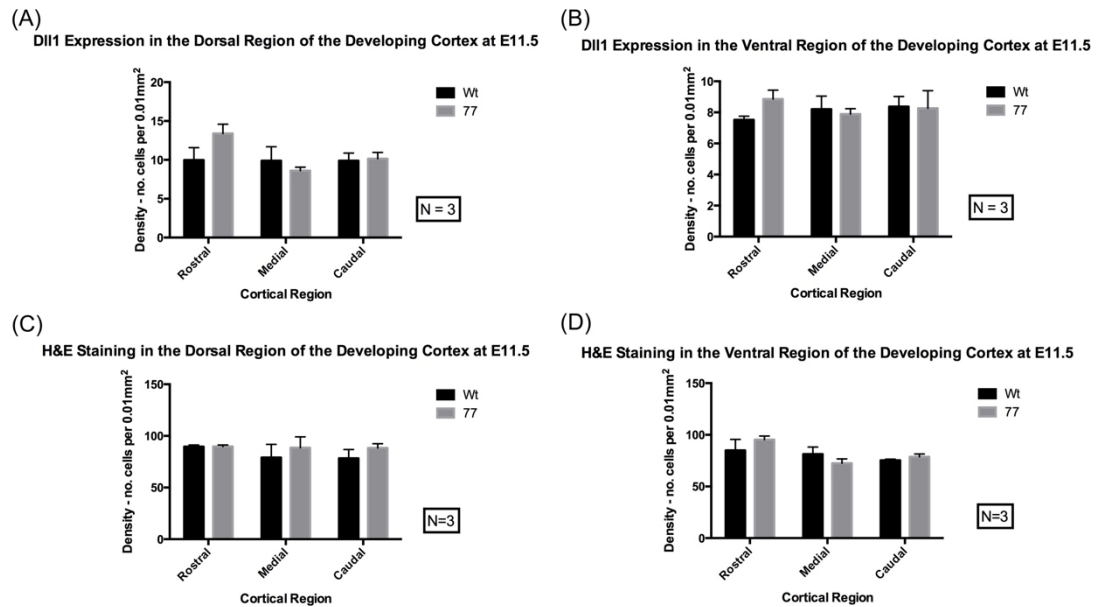 (A)
Dll1 Expression in the Dorsal Region of the Developing Cortex at E11.5
Density - no. cells per 0.01mm²
20
15
10
5
0
Rostral
Medial
Caudal
Cortical Region
Wt
77
N = 3
(B)
Dll1 Expression in the Ventral Region of the Developing Cortex at E11.5
Density - no. cells per 0.01mm²
10
8
6
4
2
0
Rostral
Medial
Caudal
Cortical Region
Wt
77
N = 3
(C)
H&E Staining in the Dorsal Region of the Developing Cortex at E11.5
Density - no. cells per 0.01mm²
150
100
50
0
Rostral
Medial
Caudal
Cortical Region
Wt
77
N=3
(D)
H&E Staining in the Ventral Region of the Developing Cortex at E11.5
Density - no. cells per 0.01mm²
150
100
50
0
Rostral
Medial
Caudal
Cortical Region
Wt
77
N=3